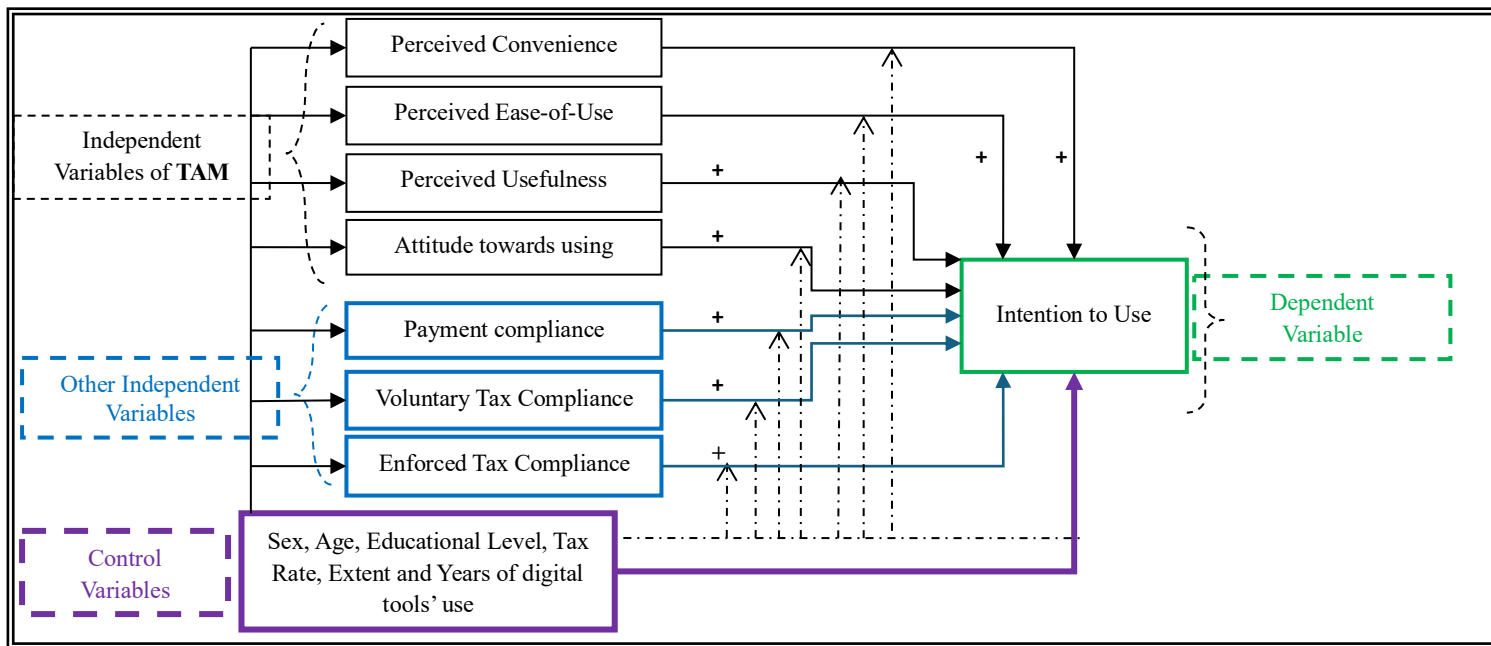 Perceived Convenience
Perceived Ease-of-Use
Independent
Variables of TAM
+
+
Perceived Usefulness
+
Attitude towards using
+
Payment compliance
+
Intention to Use
Dependent
Variable
Other Independent
Variables
Voluntary Tax Compliance
+
Enforced Tax Compliance
+
Control
Variables
Sex, Age, Educational Level, Tax
Rate, Extent and Years of digital
tools’ use